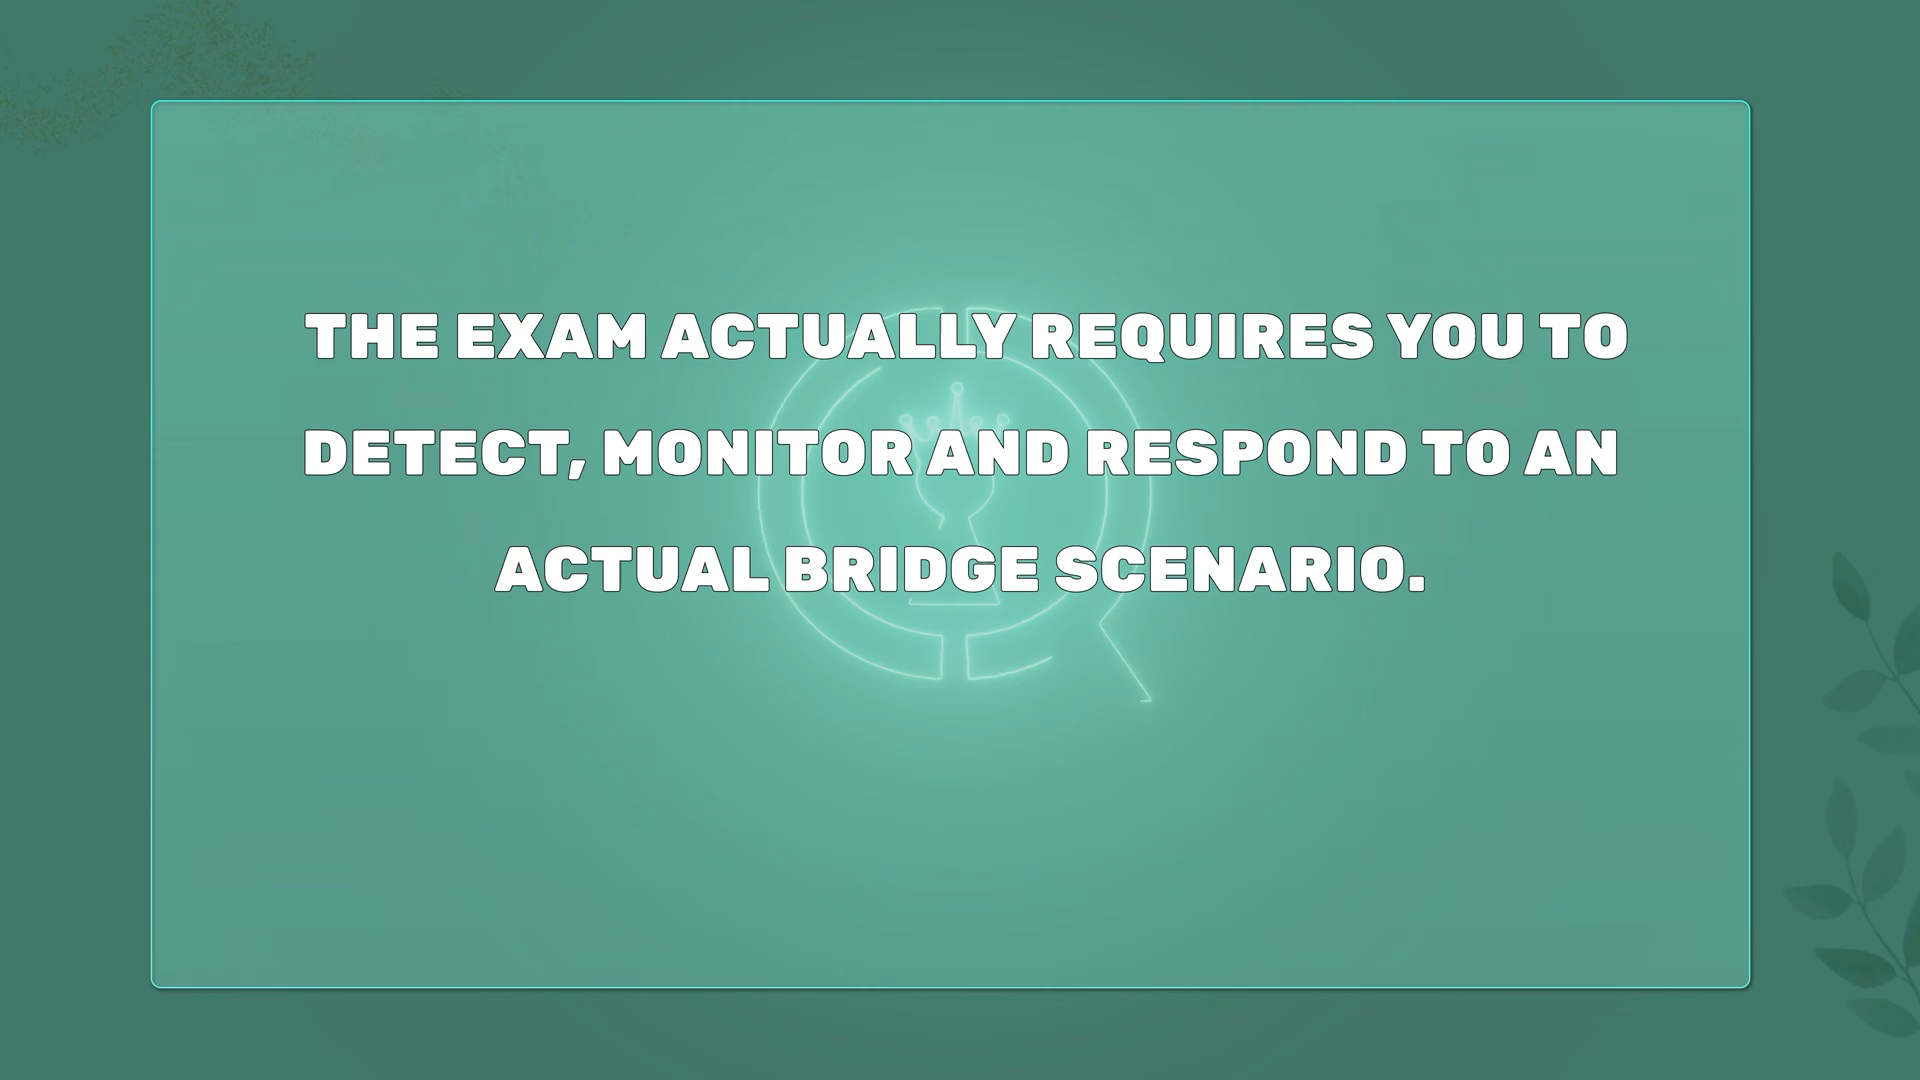 THE EXAM ACTUALLY REQUIRES YOU TO
DETECT, MONITOR AND RESPOND TO AN
ACTUAL BRIDGE SCENARIO.